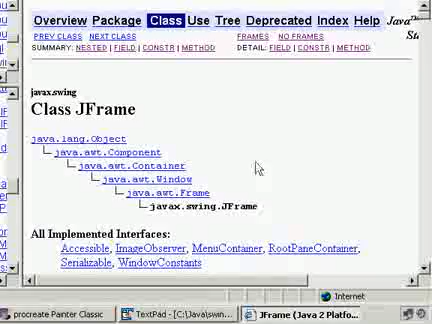 Overview Package Class Use Tree Deprecated Index Help
PREV CLASS NEXT CLASS FRAMES NO FRAMES
SUMMARY: NESTED | FIELD | CONSTR | METHOD DETAIL: FIELD | CONSTR | METHOD
javax.swing
Class JFrame
java.lang.Object
java.awt.Component
java.awt.Container
java.awt.Window
java.awt.Frame
javax.swing.JFrame
All Implemented Interfaces:
Accessible, ImageObserver, MenuContainer, RootPaneContainer,
Serializable, WindowConstants
Internet
procreate Painter Classic TextPad - [C:\Java\swin... JFrame (Java 2 Platfo...